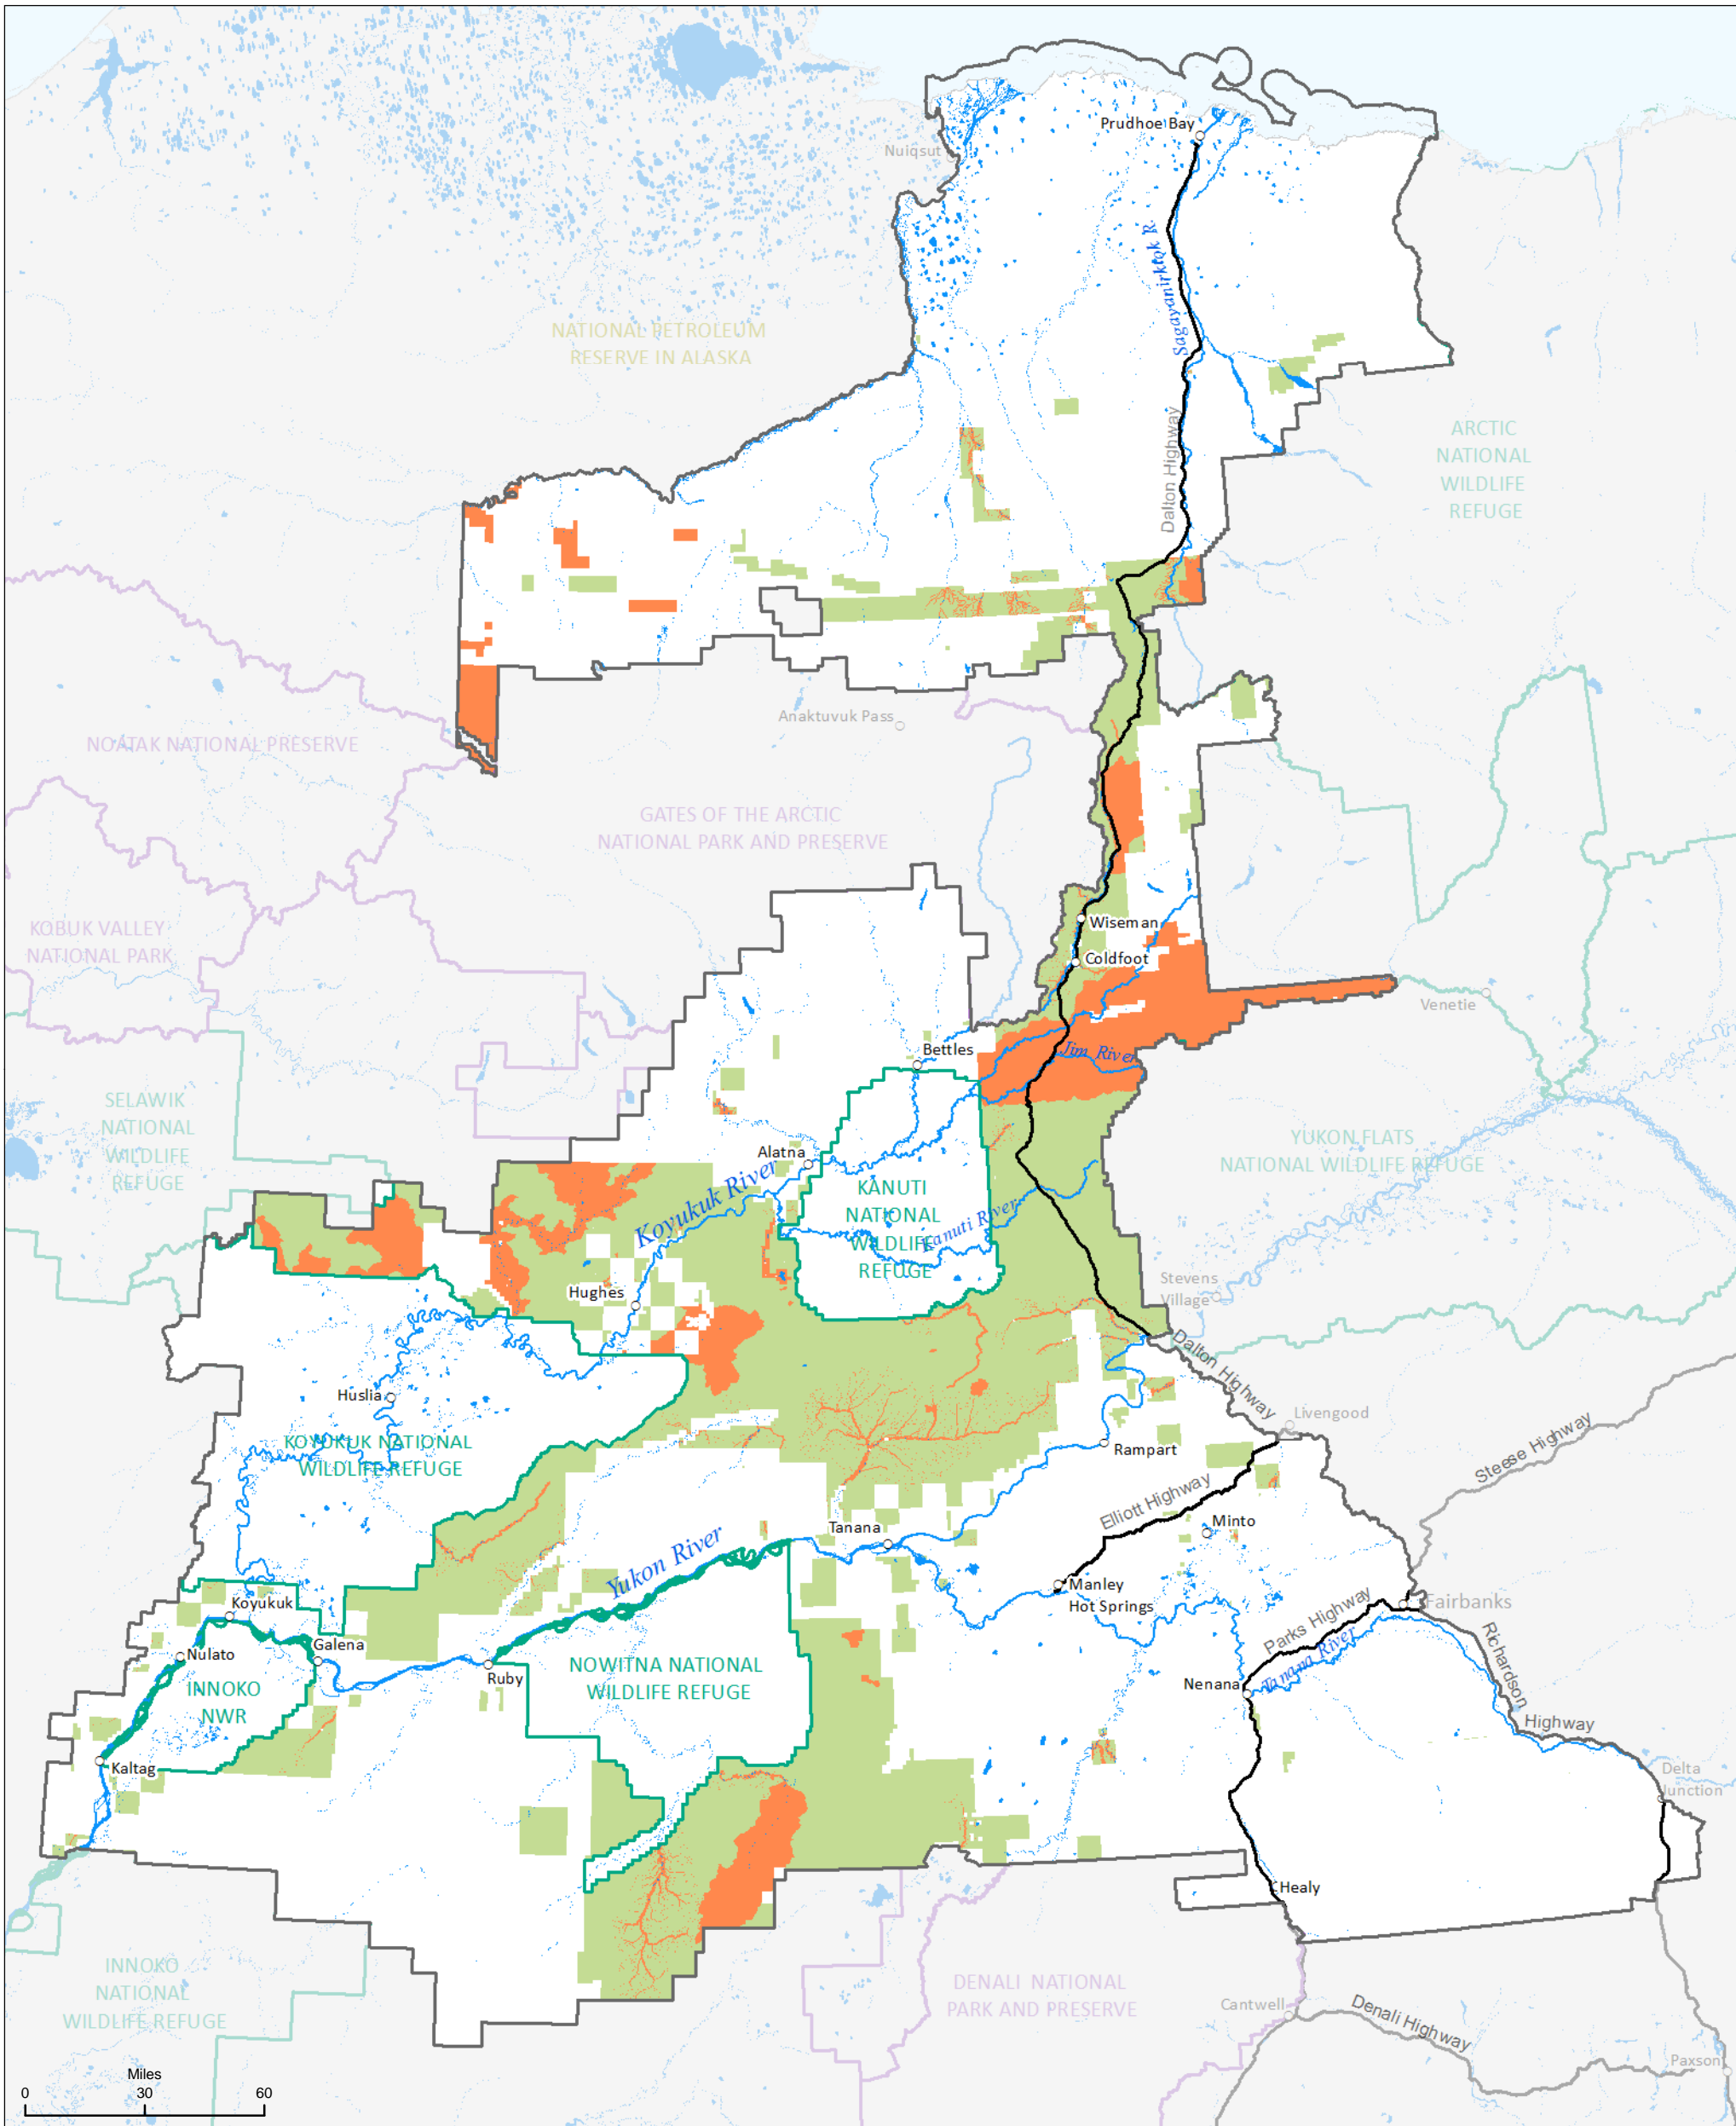 Prudhoe Bay
Nuiqsut
Sagavanirktok R.
NATIONAL PETROLEUM
RESERVE IN ALASKA
Dalton Highway
ARCTIC
NATIONAL
WILDLIFE
REFUGE
Anaktuvuk Pass
NOATAK NATIONAL PRESERVE
GATES OF THE ARCTIC
NATIONAL PARK AND PRESERVE
KOBUK VALLEY
NATIONAL PARK
Wiseman
Coldfoot
Venetie
Bettles
Jim River
SELAWIK
NATIONAL
WILDLIFE
REFUGE
YUKON FLATS
NATIONAL WILDLIFE REFUGE
Alatna
Koyukuk River
KANUTI
NATIONAL
WILDLIFE
REFUGE
Kanuti River
Stevens
Village
Hughes
Dalton Highway
Huslia
Livengood
KOYUKUK NATIONAL
WILDLIFE REFUGE
Rampart
Steese Highway
Elliott Highway
Minto
Tanana
Yukon River
Manley
Hot Springs
Koyukuk
Fairbanks
Parks Highway
Galena
Nulato
Ruby
NOWITNA NATIONAL
WILDLIFE REFUGE
Tanana River
Richardson
Highway
Nenana
INNOKO
NWR
Kaltag
Delta
Junction
Healy
INNOKO
NATIONAL
WILDLIFE REFUGE
DENALI NATIONAL
PARK AND PRESERVE
Cantwell
Denali Highway
Paxson
Miles
0 30 60